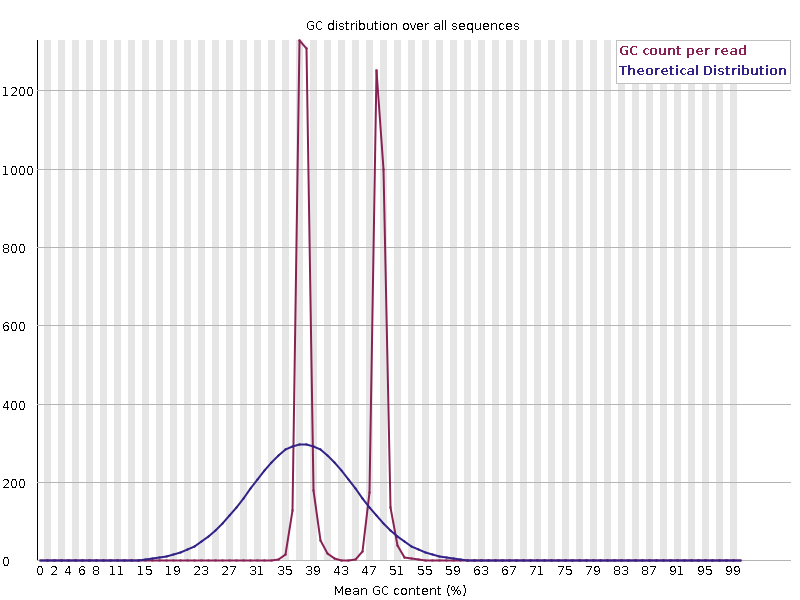 GC distribution over all sequences
GC count per read
Theoretical Distribution
1200
1000
800
600
400
200
0
0 2 4 6 8 11 15 19 23 27 31 35 39 43 47 51 55 59 63 67 71 75 79 83 87 91 95 99
Mean GC content (%)